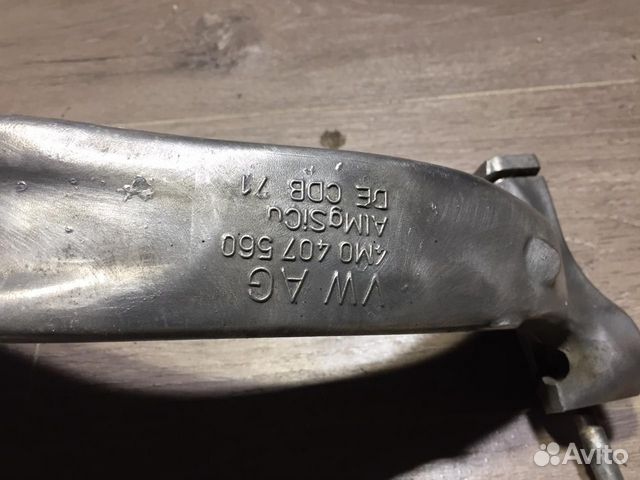 VW AG
4M0 407 560
AlMgSiCu
DE CDB 71
Avito